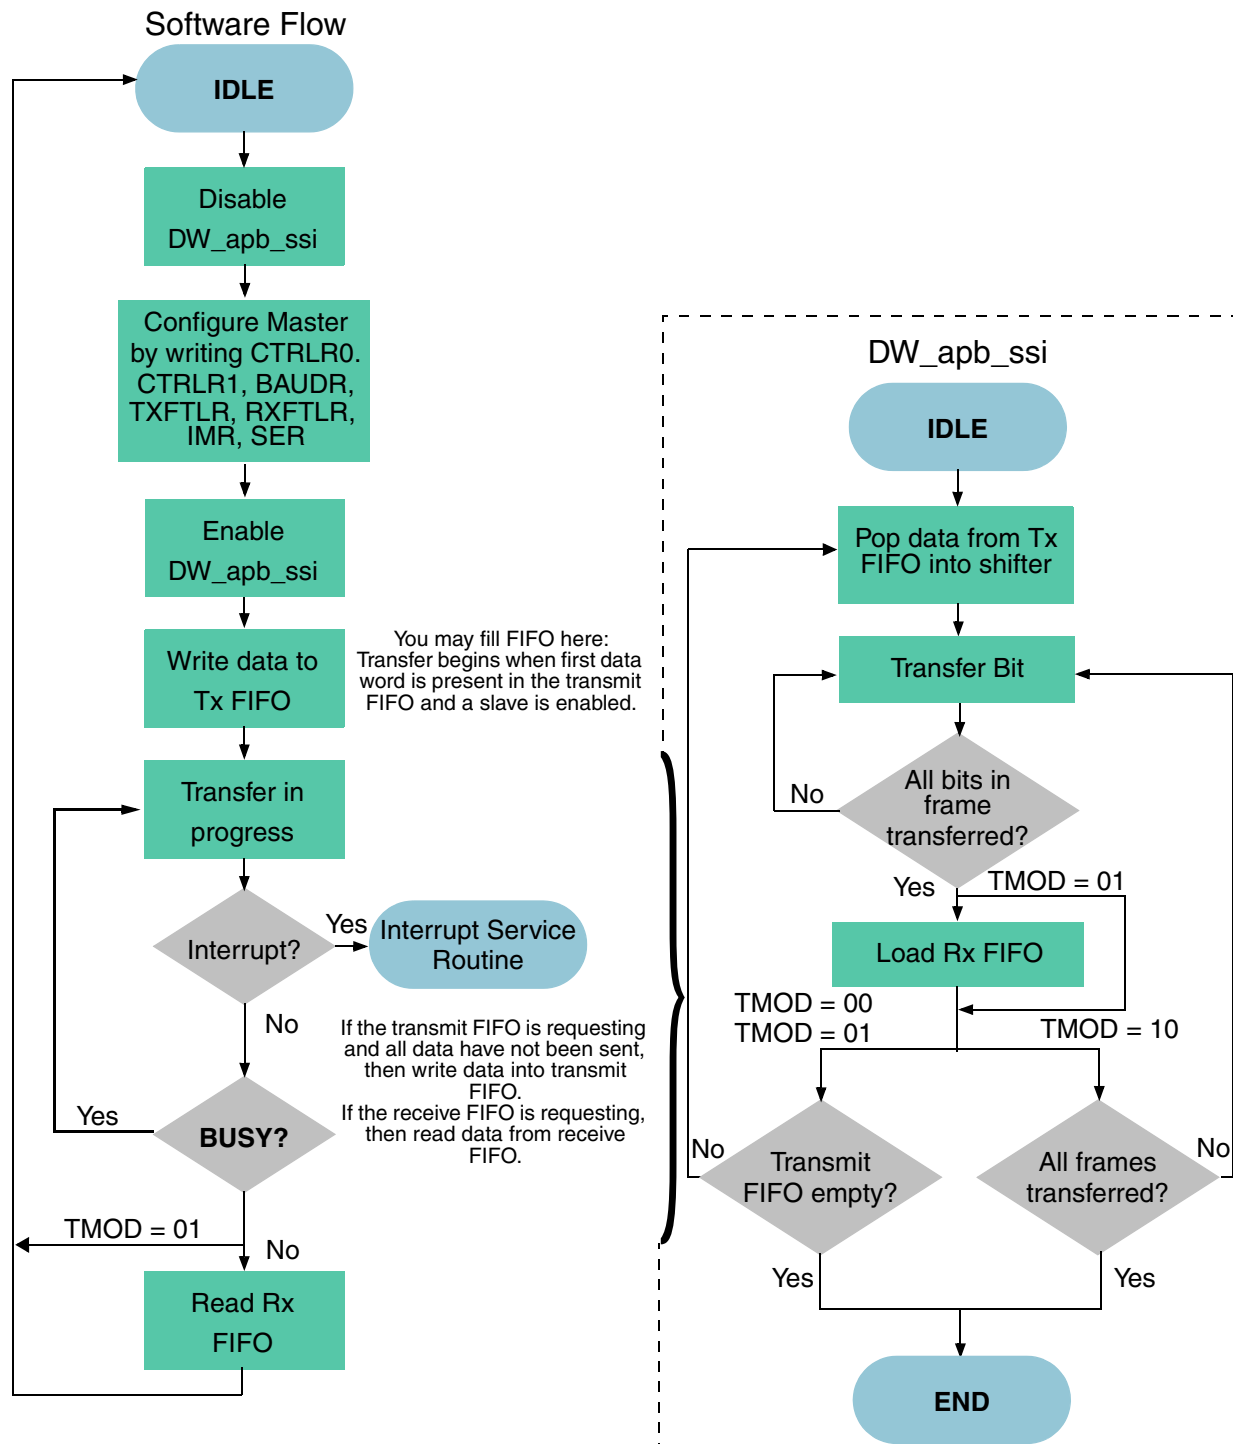 Software Flow
IDLE
Disable
DW_apb_ssi
Configure Master
by writing CTRLR0.
CTRLR1, BAUDR,
TXFTLR, RXFTLR,
IMR, SER
Enable
DW_apb_ssi
Write data to
Tx FIFO
You may fill FIFO here:
Transfer begins when first data
word is present in the transmit
FIFO and a slave is enabled.
Transfer in
progress
Interrupt?
Yes
Interrupt Service
Routine
No
If the transmit FIFO is requesting
and all data have not been sent,
then write data into transmit
FIFO.
If the receive FIFO is requesting,
then read data from receive
FIFO.
Yes
BUSY?
TMOD = 01
No
Read Rx
FIFO
DW_apb_ssi
IDLE
Pop data from Tx
FIFO into shifter
Transfer Bit
All bits in
frame
transferred?
No
Yes
TMOD = 01
Load Rx FIFO
TMOD = 00
TMOD = 01
TMOD = 10
No
Transmit
FIFO empty?
All frames
transferred?
No
Yes
Yes
END